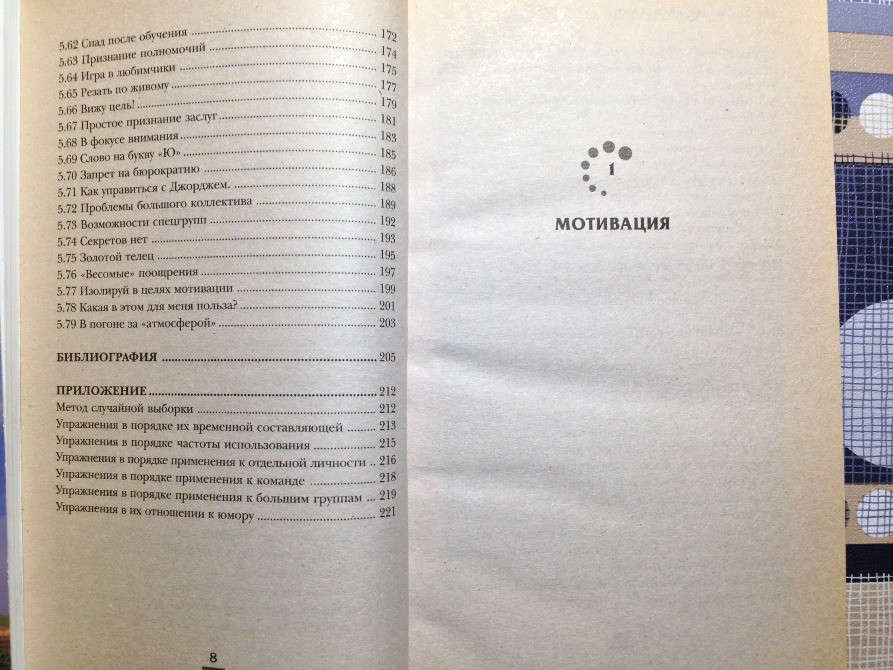 5.62 Спад после обучения ........ 172
5.63 Признание полномочий ........ 174
5.64 Игра в любимчики ........ 175
5.65 Резать по живому ........ 177
5.66 Вижу цель! ........ 179
5.67 Простое признание заслуг ........ 181
5.68 В фокусе внимания ........ 183
5.69 Слово на букву «Ю» ........ 185
5.70 Запрет на бюрократию ........ 186
5.71 Как управиться с Джорджем. ........ 188
5.72 Проблемы большого коллектива ........ 189
5.73 Возможности спецгрупп ........ 192
5.74 Секретов нет ........ 193
5.75 Золотой телец ........ 195
5.76 «Весомые» поощрения ........ 197
5.77 Изолируй в целях мотивации ........ 199
5.78 Какая в этом для меня польза? ........ 201
5.79 В погоне за «атмосферой» ........ 203
БИБЛИОГРАФИЯ ........ 205
ПРИЛОЖЕНИЕ ........ 212
Метод случайной выборки ........ 212
Упражнения в порядке их временной составляющей ........ 213
Упражнения в порядке частоты использования ........ 215
Упражнения в порядке применения к отдельной личности .. 216
Упражнения в порядке применения к команде ........ 218
Упражнения в порядке применения к большим группам ... 219
Упражнения в их отношении к юмору ........ 221
8
1
МОТИВАЦИЯ